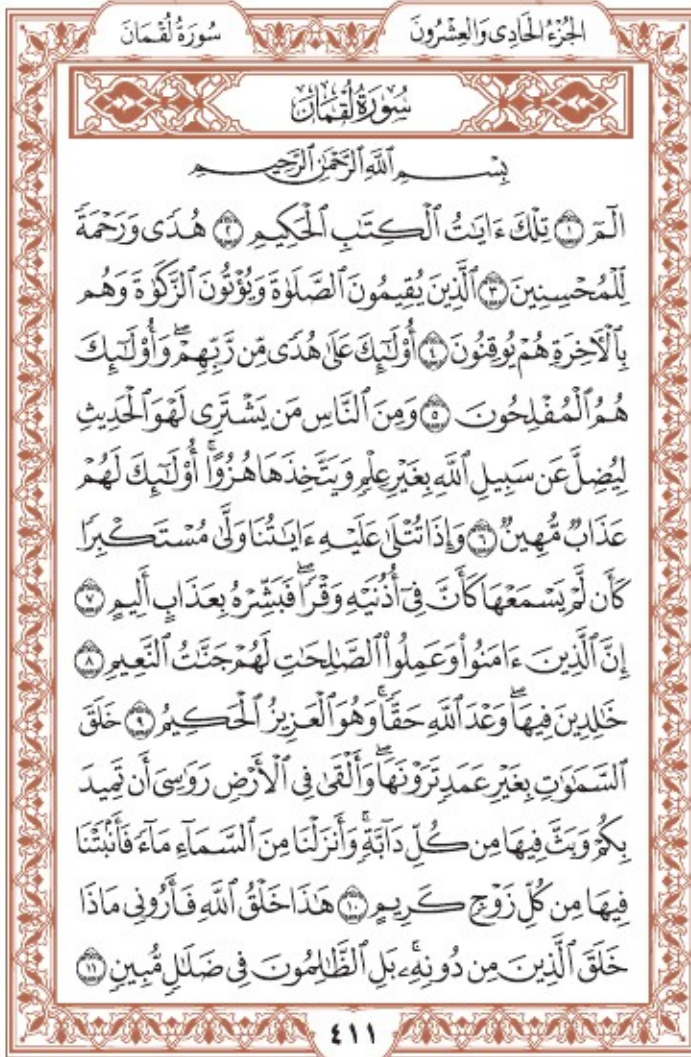 سُورَةُ لُقْمَانَ
الجُزْءُ الحَادِى وَالعِشْرُونَ
سُورَةُ لُقْمَانَ
بِسْمِ ٱللَّهِ ٱلرَّحْمَٰنِ ٱلرَّحِيمِ
الٓمٓ ١ تِلْكَ ءَايَٰتُ ٱلْكِتَٰبِ ٱلْحَكِيمِ ٢ هُدًى وَرَحْمَةً
لِّلْمُحْسِنِينَ ٣ ٱلَّذِينَ يُقِيمُونَ ٱلصَّلَوٰةَ وَيُؤْتُونَ ٱلزَّكَوٰةَ وَهُم
بِٱلْأٓخِرَةِ هُمْ يُوقِنُونَ ٤ أُوْلَٰٓئِكَ عَلَىٰ هُدًى مِّن رَّبِّهِمْۖ وَأُوْلَٰٓئِكَ
هُمُ ٱلْمُفْلِحُونَ ٥ وَمِنَ ٱلنَّاسِ مَن يَشْتَرِى لَهْوَ ٱلْحَدِيثِ
لِيُضِلَّ عَن سَبِيلِ ٱللَّهِ بِغَيْرِ عِلْمٍ وَيَتَّخِذَهَا هُزُوًاۚ أُوْلَٰٓئِكَ لَهُمْ
عَذَابٌ مُّهِينٌ ٦ وَإِذَا تُتْلَىٰ عَلَيْهِ ءَايَٰتُنَا وَلَّىٰ مُسْتَكْبِرًا
كَأَن لَّمْ يَسْمَعْهَا كَأَنَّ فِىٓ أُذُنَيْهِ وَقْرًاۖ فَبَشِّرْهُ بِعَذَابٍ أَلِيمٍ ٧
إِنَّ ٱلَّذِينَ ءَامَنُواْ وَعَمِلُواْ ٱلصَّٰلِحَٰتِ لَهُمْ جَنَّٰتُ ٱلنَّعِيمِ ٨
خَٰلِدِينَ فِيهَاۖ وَعْدَ ٱللَّهِ حَقًّاۚ وَهُوَ ٱلْعَزِيزُ ٱلْحَكِيمُ ٩ خَلَقَ
ٱلسَّمَٰوَٰتِ بِغَيْرِ عَمَدٍ تَرَوْنَهَاۖ وَأَلْقَىٰ فِى ٱلْأَرْضِ رَوَٰسِىَ أَن تَمِيدَ
بِكُمْ وَبَثَّ فِيهَا مِن كُلِّ دَآبَّةٍۚ وَأَنزَلْنَا مِنَ ٱلسَّمَآءِ مَآءً فَأَنۢبَتْنَا
فِيهَا مِن كُلِّ زَوْجٍ كَرِيمٍ ١٠ هَٰذَا خَلْقُ ٱللَّهِ فَأَرُونِى مَاذَا
خَلَقَ ٱلَّذِينَ مِن دُونِهِۦۚ بَلِ ٱلظَّٰلِمُونَ فِى ضَلَٰلٍ مُّبِينٍ ١١
٤١١